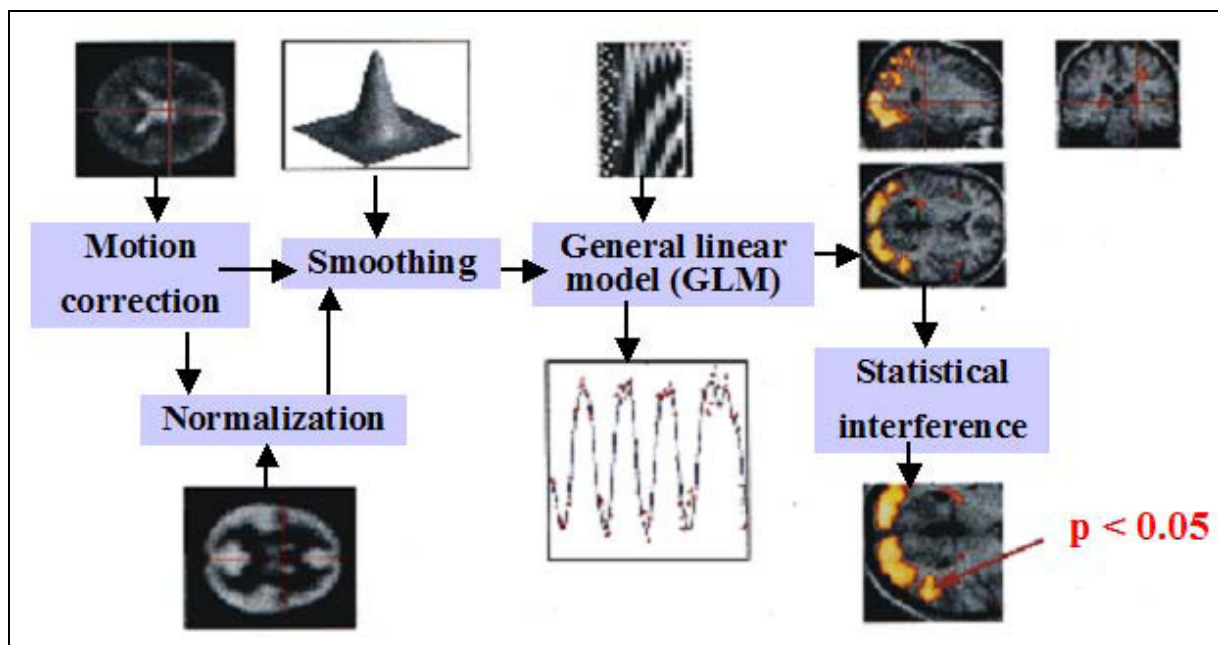 Motion
correction
Smoothing
General linear
model (GLM)
Normalization
Statistical
interference
p < 0.05